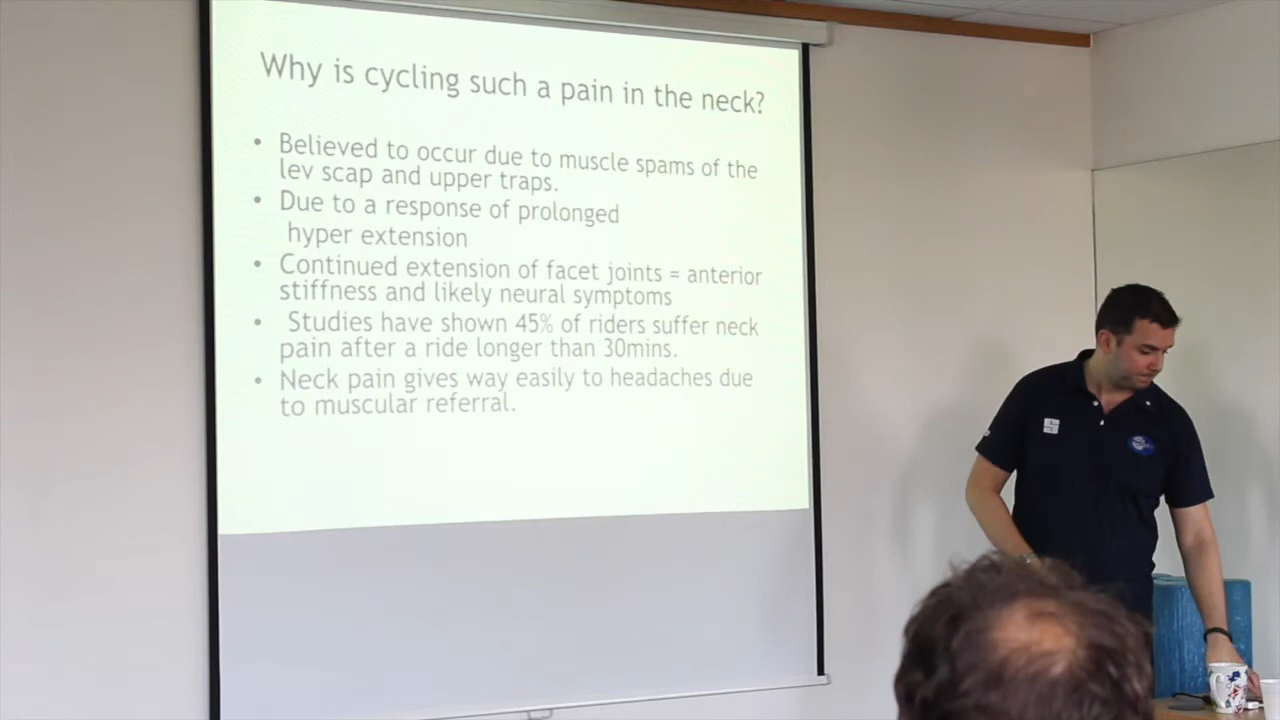 Why is cycling such a pain in the neck?
• Believed to occur due to muscle spams of the
lev scap and upper traps.
• Due to a response of prolonged
hyper extension
• Continued extension of facet joints = anterior
stiffness and likely neural symptoms
• Studies have shown 45% of riders suffer neck
pain after a ride longer than 30mins.
• Neck pain gives way easily to headaches due
to muscular referral.